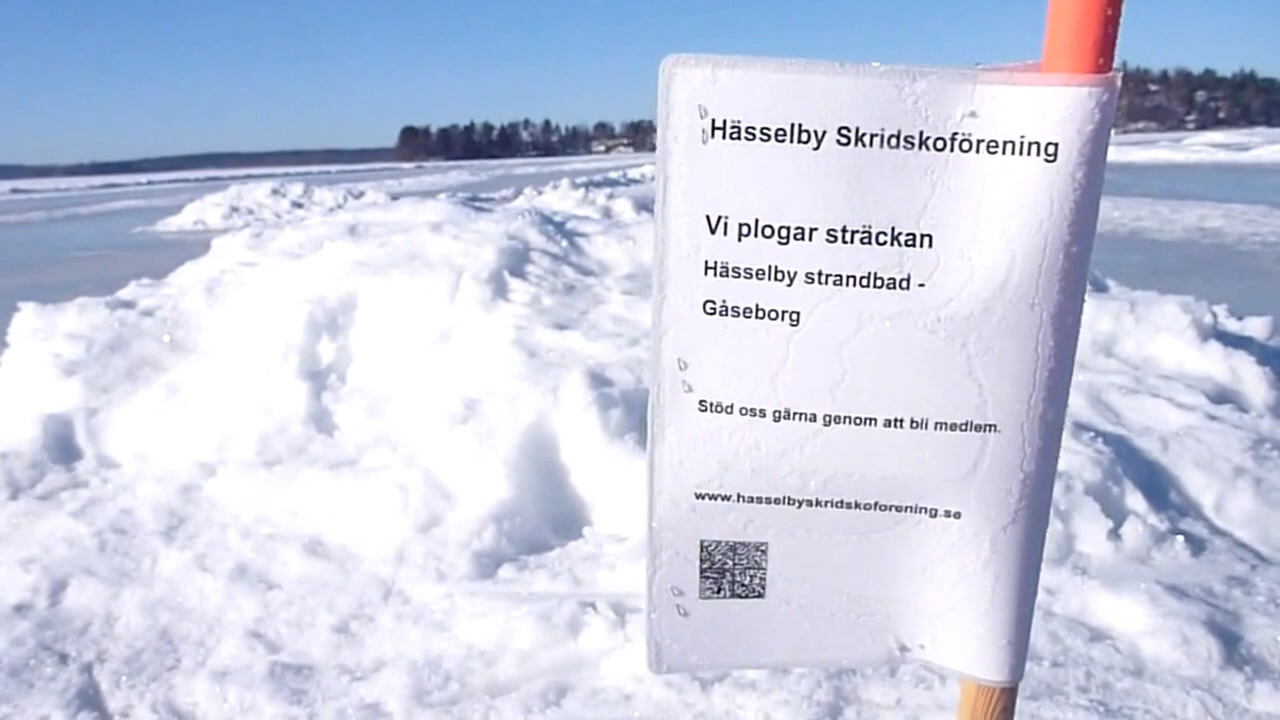 Hässelby Skridskoförening
Vi plogar sträckan
Hässelby strandbad -
Gåseborg
Stöd oss gärna genom att bli medlem.
www.hasselbyskridskoforening.se